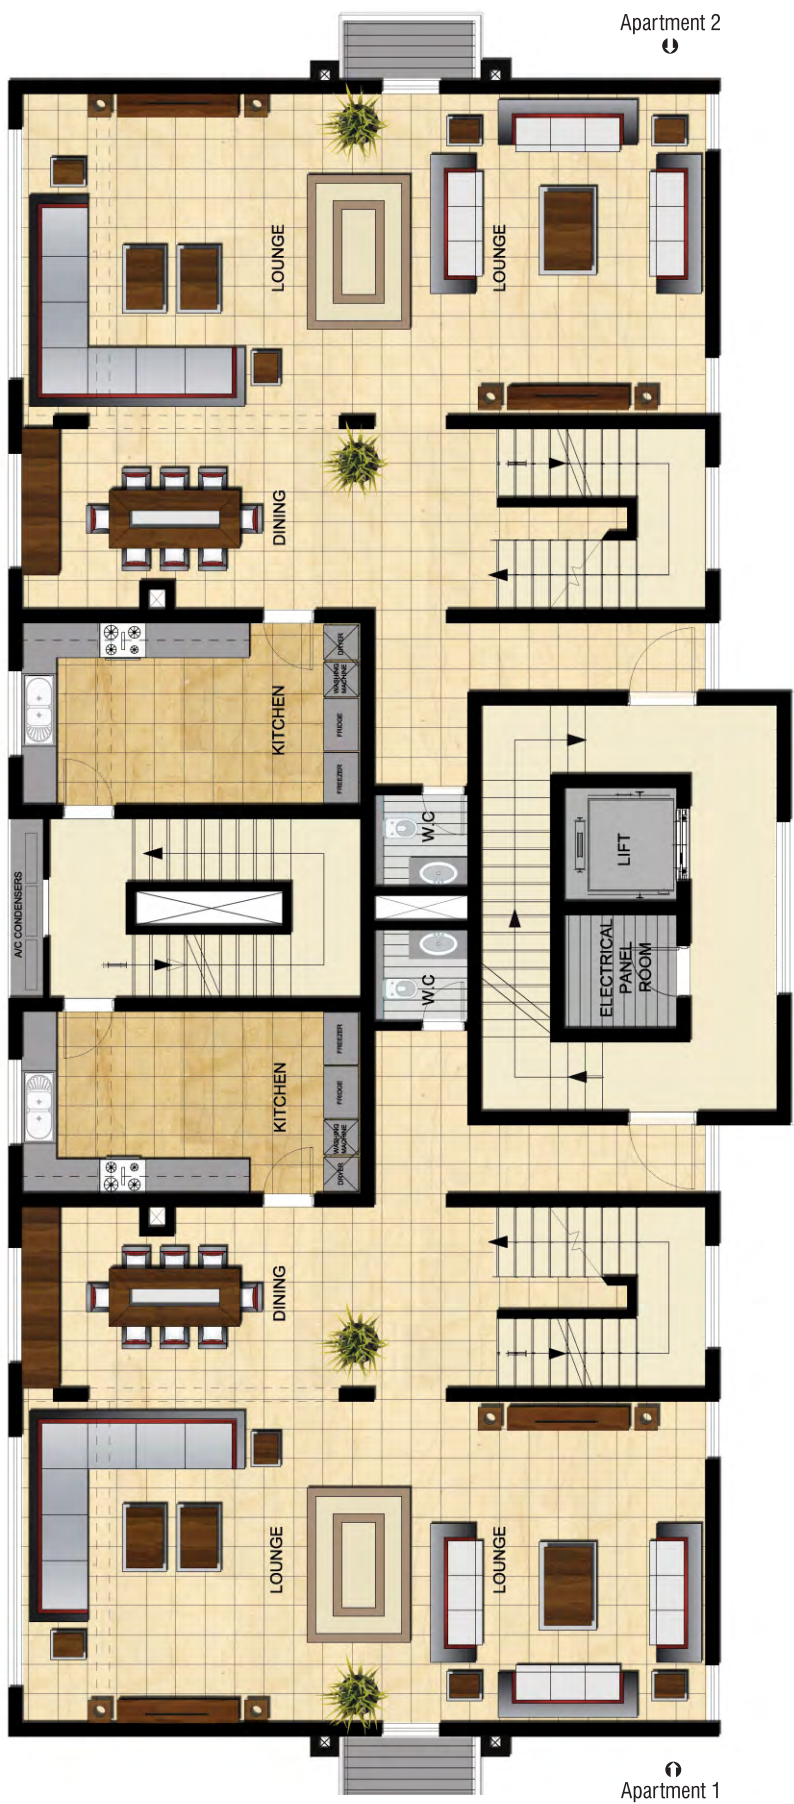 Apartment 2
LOUNGE
LOUNGE
DINING
KITCHEN
DRYER
WASHING
MACHINE
FRIDGE
FREEZER
W.C
LIFT
A/C CONDENSERS
ELECTRICAL
PANEL
ROOM
W.C
KITCHEN
FREEZER
FRIDGE
WASHING
MACHINE
DRYER
DINING
LOUNGE
LOUNGE
Apartment 1